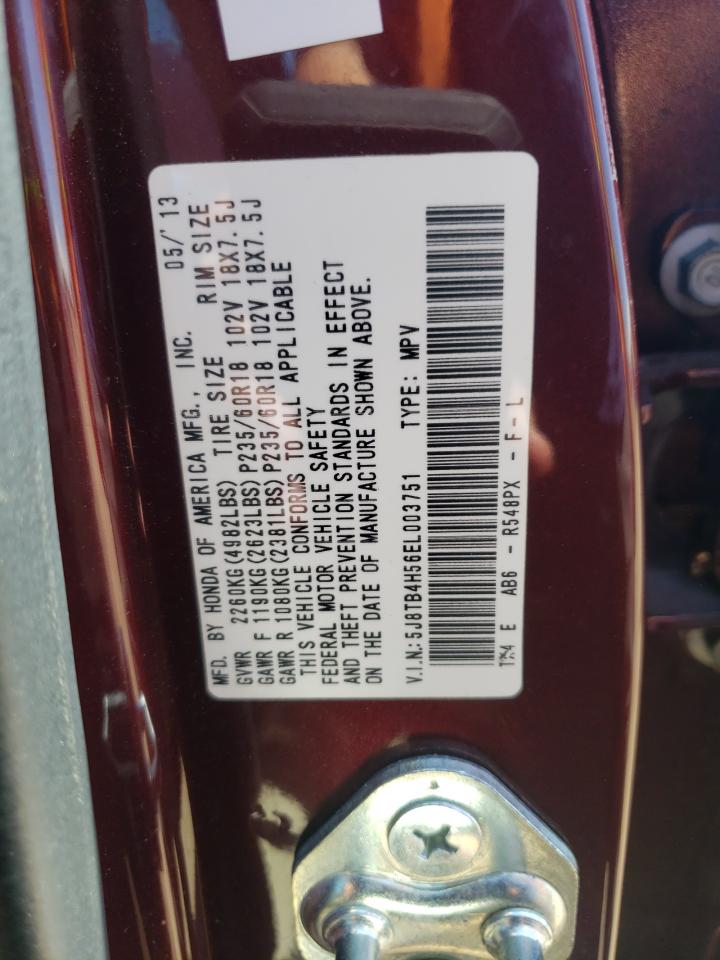 MFD. BY HONDA OF AMERICA MFG., INC. 05/'13
GVWR 2260KG(4982LBS) TIRE SIZE RIM SIZE
GAWR F 1190KG(2623LBS)P235/60R18 102V 18X7.5J
GAWR R 1080KG(2381LBS)P235/60R18 102V 18X7.5J
THIS VEHICLE CONFORMS TO ALL APPLICABLE
FEDERAL MOTOR VEHICLE SAFETY
AND THEFT PREVENTION STANDARDS IN EFFECT
ON THE DATE OF MANUFACTURE SHOWN ABOVE.
V.I.N.:5J8TB4H56EL003751 TYPE: MPV
E AB6 - R548PX - F - L